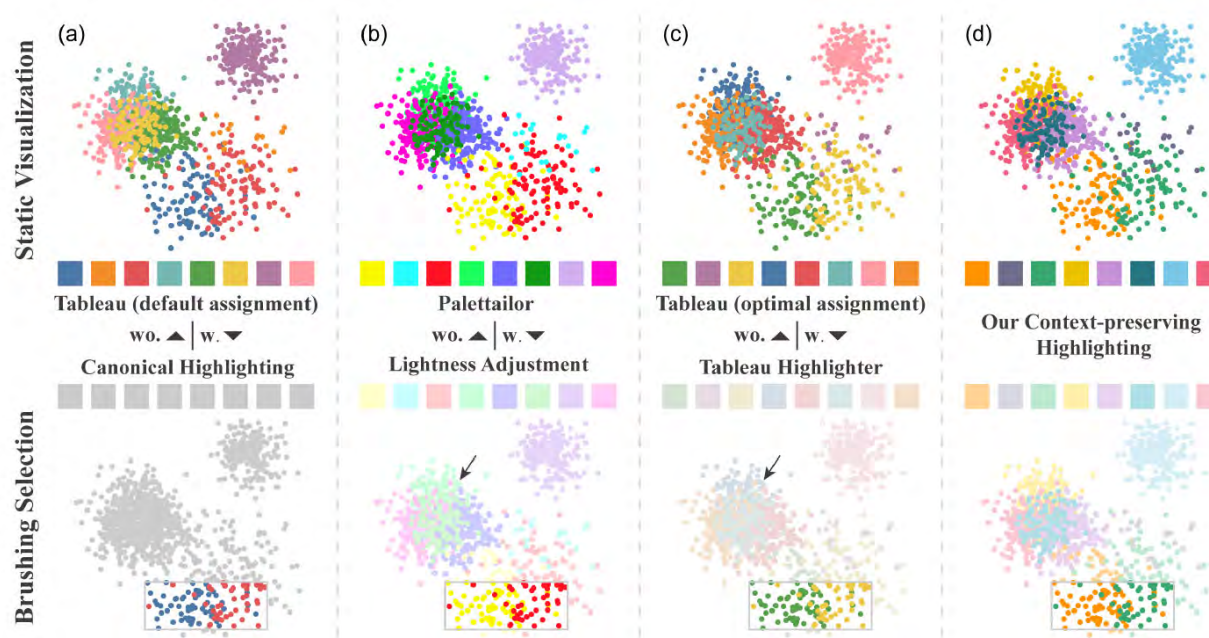 Static Visualization
(a)
(b)
(c)
(d)
Tableau (default assignment)
wo. ▲ | w. ▼
Canonical Highlighting
Palettailor
wo. ▲ | w. ▼
Lightness Adjustment
Tableau (optimal assignment)
wo. ▲ | w. ▼
Tableau Highlighter
Our Context-preserving
Highlighting
Brushing Selection